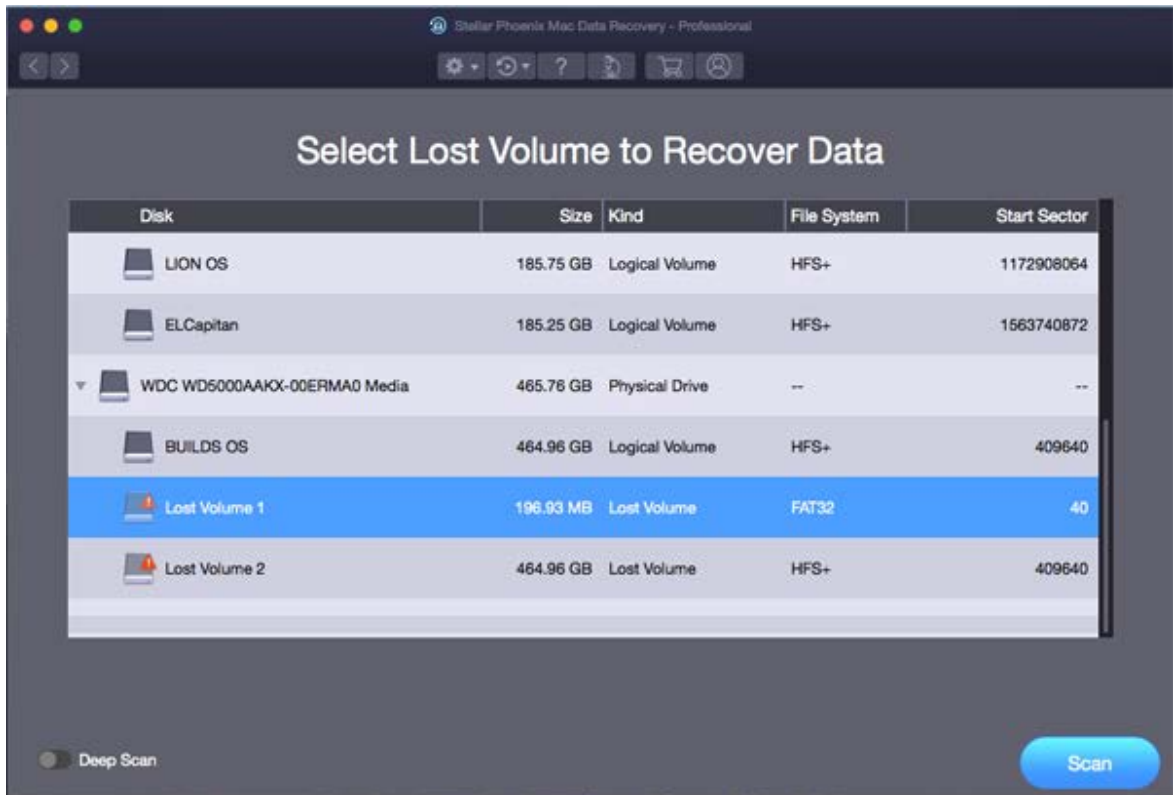 Stellar Phoenix Mac Data Recovery - Professional
?
Select Lost Volume to Recover Data
Disk Size Kind File System Start Sector
LION OS 185.75 GB Logical Volume HFS+ 1172908064
ELCapitan 185.25 GB Logical Volume HFS+ 1563740872
WDC WD5000AAKX-00ERMA0 Media 465.76 GB Physical Drive -- --
BUILDS OS 464.96 GB Logical Volume HFS+ 409640
Lost Volume 1 196.93 MB Lost Volume FAT32 40
Lost Volume 2 464.96 GB Lost Volume HFS+ 409640
Deep Scan
Scan